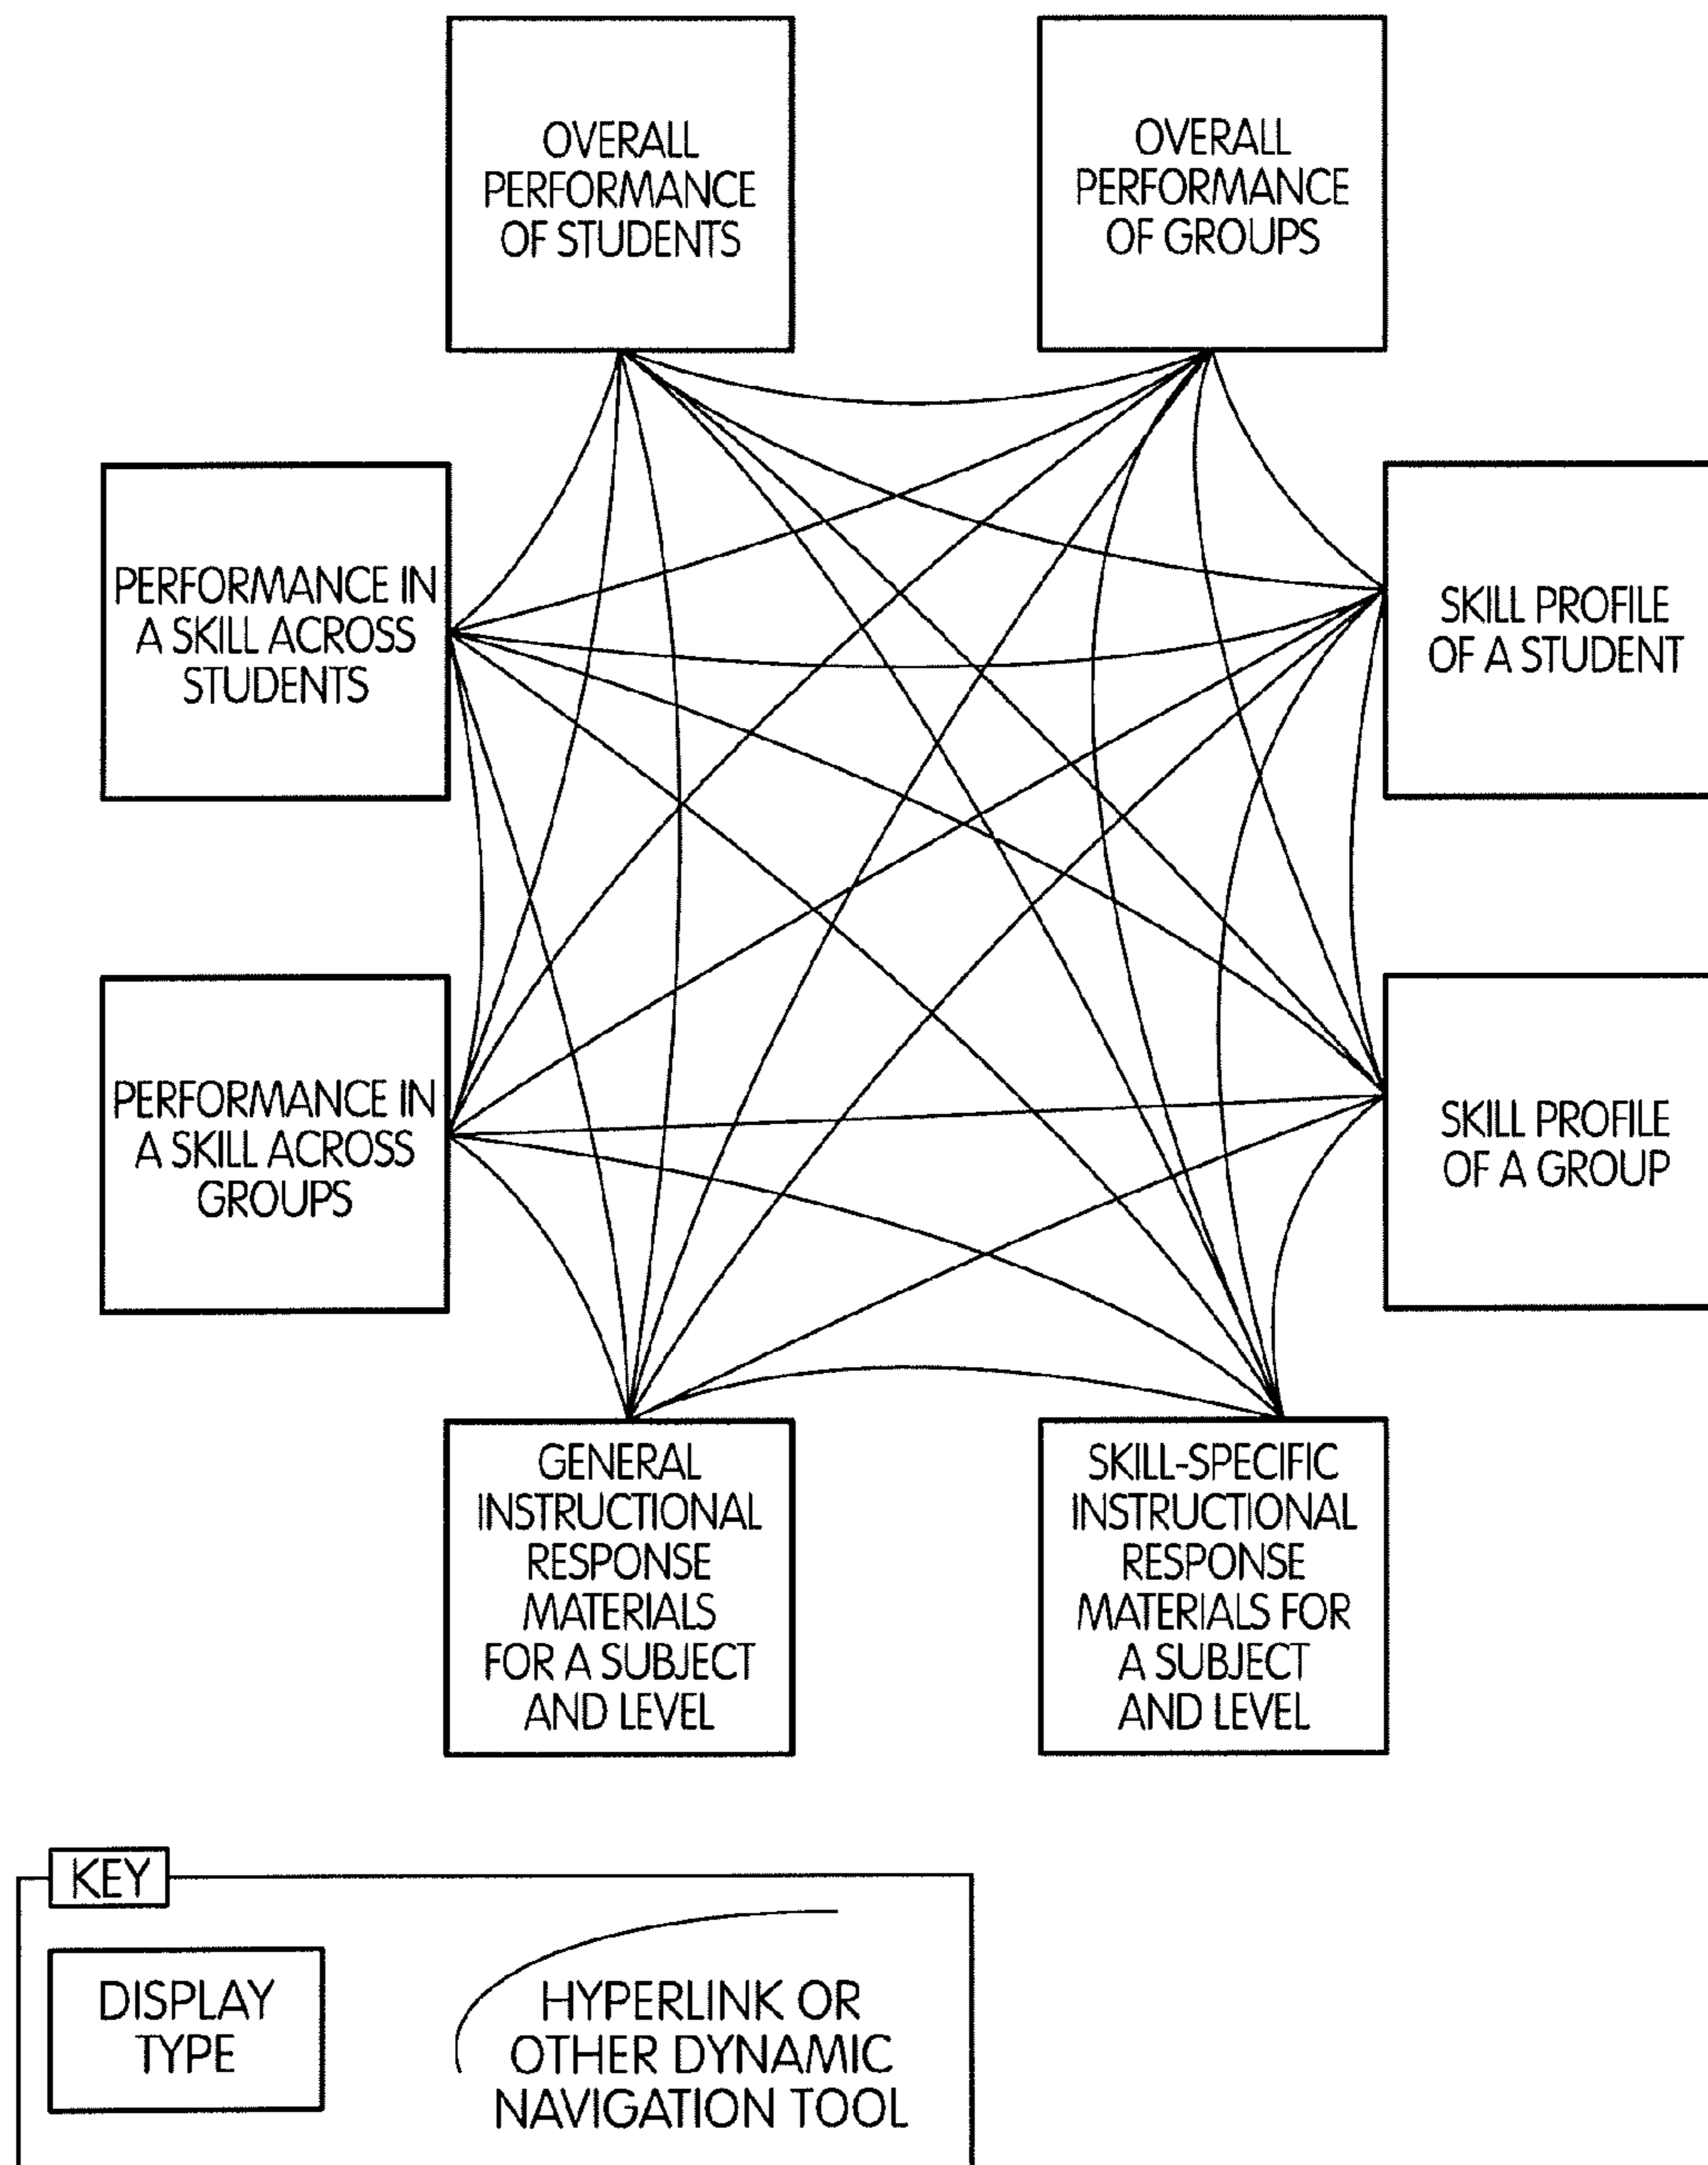 OVERALL
PERFORMANCE
OF STUDENTS
OVERALL
PERFORMANCE
OF GROUPS
PERFORMANCE IN
A SKILL ACROSS
STUDENTS
SKILL PROFILE
OF A STUDENT
PERFORMANCE IN
A SKILL ACROSS
GROUPS
SKILL PROFILE
OF A GROUP
GENERAL
INSTRUCTIONAL
RESPONSE
MATERIALS
FOR A SUBJECT
AND LEVEL
SKILL-SPECIFIC
INSTRUCTIONAL
RESPONSE
MATERIALS FOR
A SUBJECT
AND LEVEL
KEY
DISPLAY
TYPE
HYPERLINK OR
OTHER DYNAMIC
NAVIGATION TOOL